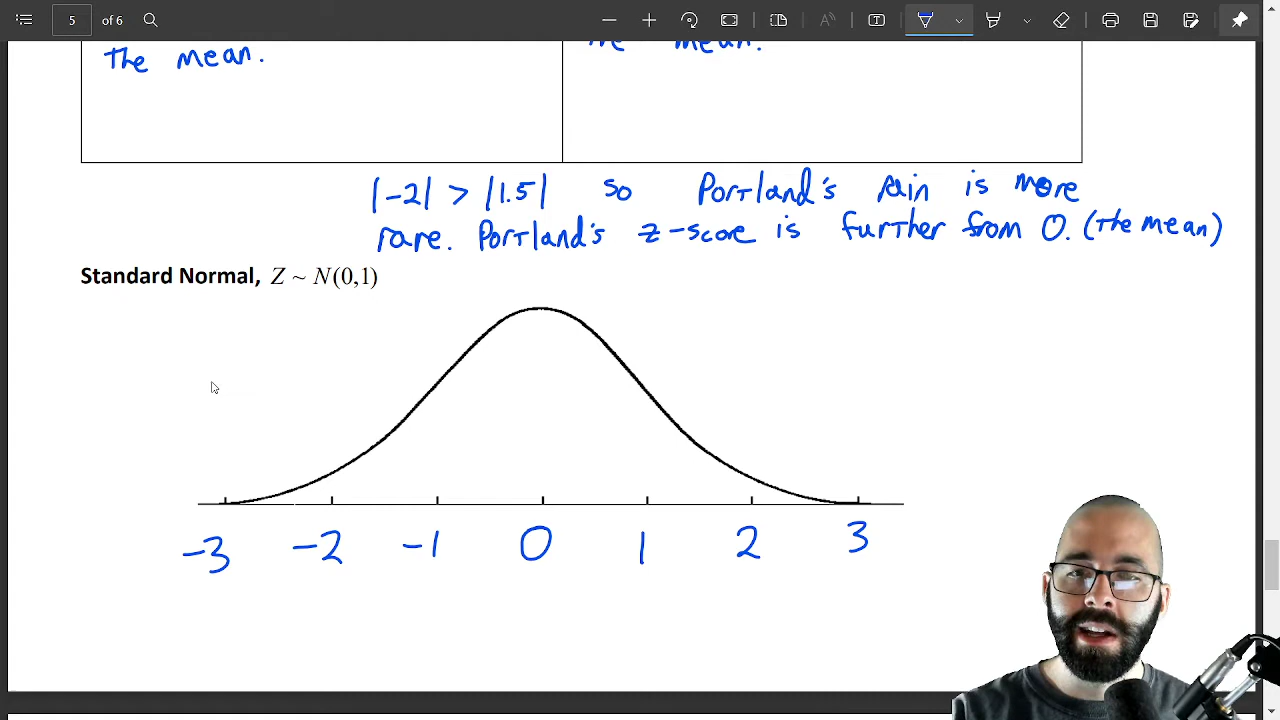 5 of 6
the mean.
the mean.
|-2| > |1.5| so Portland's rain is more
rare. Portland's z-score is further from 0. (the mean)
Standard Normal, Z ~ N(0,1)
-3 -2 -1 0 1 2 3